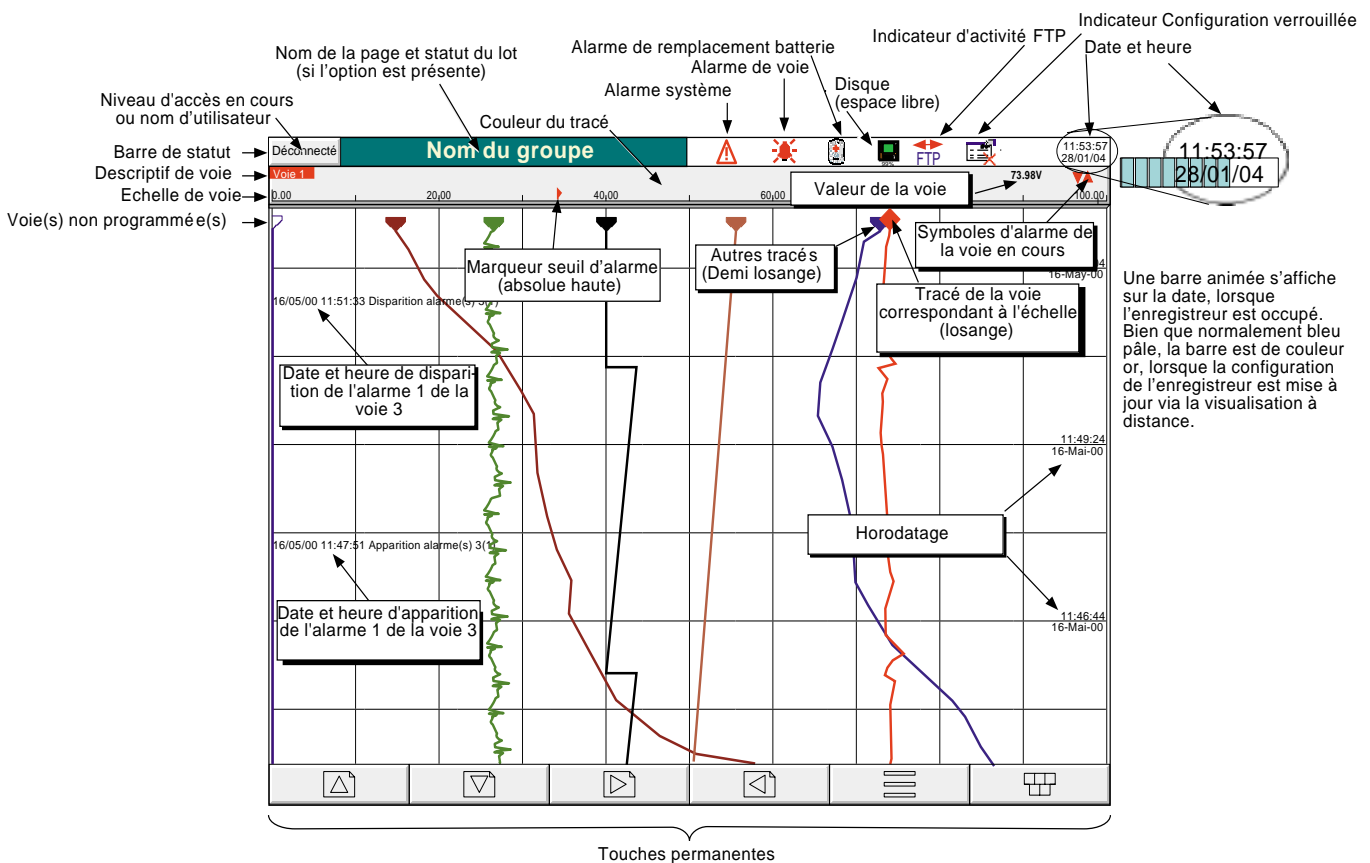 Indicateur Configuration verrouillée
Indicateur d'activité FTP
Date et heure
Nom de la page et statut du lot
(si l'option est présente)
Alarme de remplacement batterie
Alarme de voie
Alarme système
Disque
(espace libre)
Niveau d'accès en cours
ou nom d'utilisateur
Couleur du tracé
Barre de statut
Déconnecté
Nom du groupe
FTP
11:53:57
28/01/04
11:53:57
28/01/04
Descriptif de voie
Voie 1
Valeur de la voie
73.98V
Echelle de voie
0.00
20,00
40,00
60,00
100.00
Voie(s) non programmée(s)
Marqueur seuil d'alarme
(absolue haute)
Autres tracés
(Demi losange)
Symboles d'alarme de
la voie en cours
16-May-00
Tracé de la voie
correspondant à l'échelle
(losange)
Une barre animée s’affiche
sur la date, lorsque
l’enregistreur est occupé.
Bien que normalement bleu
pâle, la barre est de couleur
or, lorsque la configuration
de l’enregistreur est mise à
jour via la visualisation à
distance.
16/05/00 11:51:33 Disparition alarme(s) 3(1)
Date et heure de dispari-
tion de l'alarme 1 de la
voie 3
11:49:24
16-Mai-00
Horodatage
16/05/00 11:47:51 Apparition alarme(s) 3(1)
Date et heure d'apparition
de l'alarme 1 de la voie 3
11:46:44
16-Mai-00
Touches permanentes